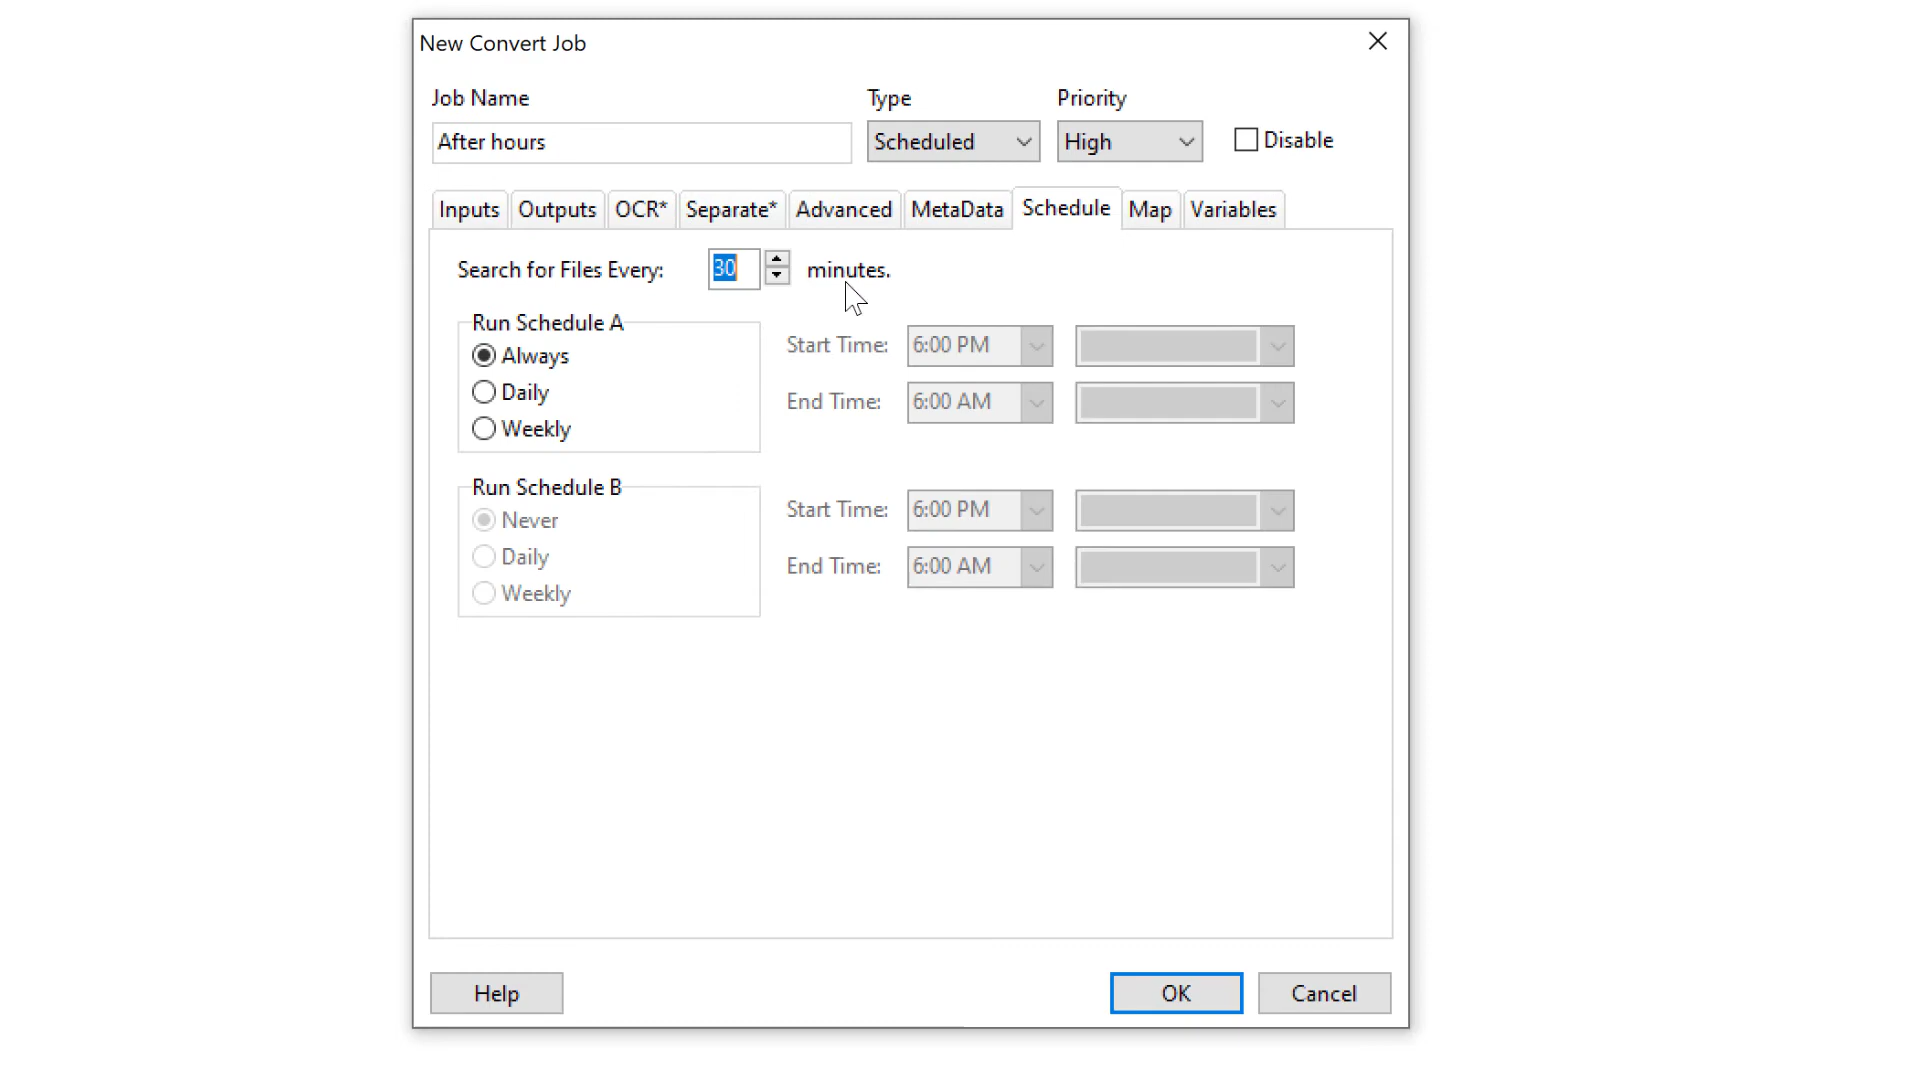 New Convert Job
Job Name Type Priority
After hours Scheduled High Disable
Inputs Outputs OCR* Separate* Advanced MetaData Schedule Map Variables
Search for Files Every: 30 minutes.
Run Schedule A
Always
Daily
Weekly
Start Time: 6:00 PM
End Time: 6:00 AM
Run Schedule B
Never
Daily
Weekly
Start Time: 6:00 PM
End Time: 6:00 AM
Help OK Cancel